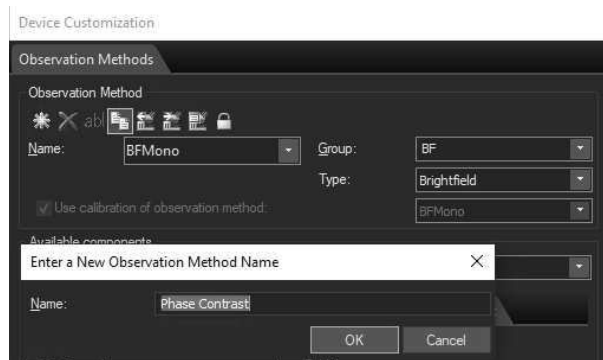 Device Customization
Observation Methods
Observation Method
abl
Name: BFMono Group: BF
Type: Brightfield
Use calibration of observation method: BFMono
Available components
Enter a New Observation Method Name
Name: Phase Contrast
OK Cancel